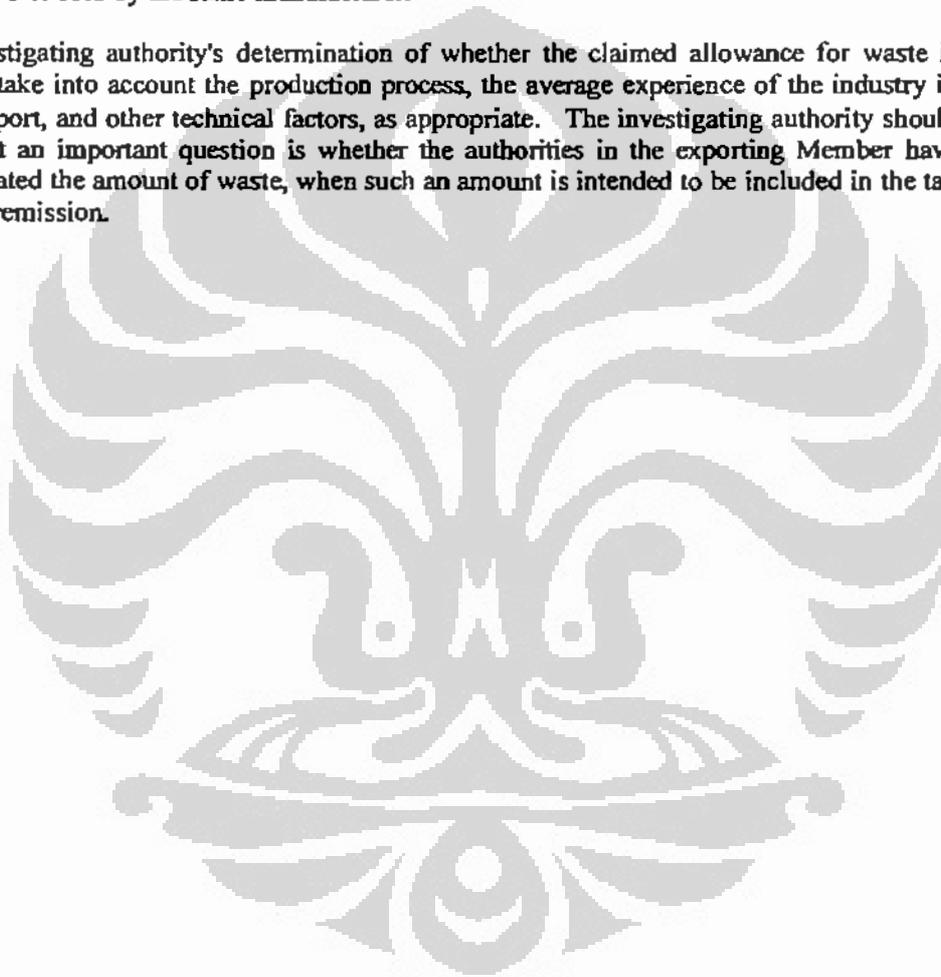 stigating authority's determination of whether the claimed allowance for waste
take into account the production process, the average experience of the industry i
port, and other technical factors, as appropriate. The investigating authority shoul
t an important question is whether the authorities in the exporting Member hav
ated the amount of waste, when such an amount is intended to be included in the ta
emission.